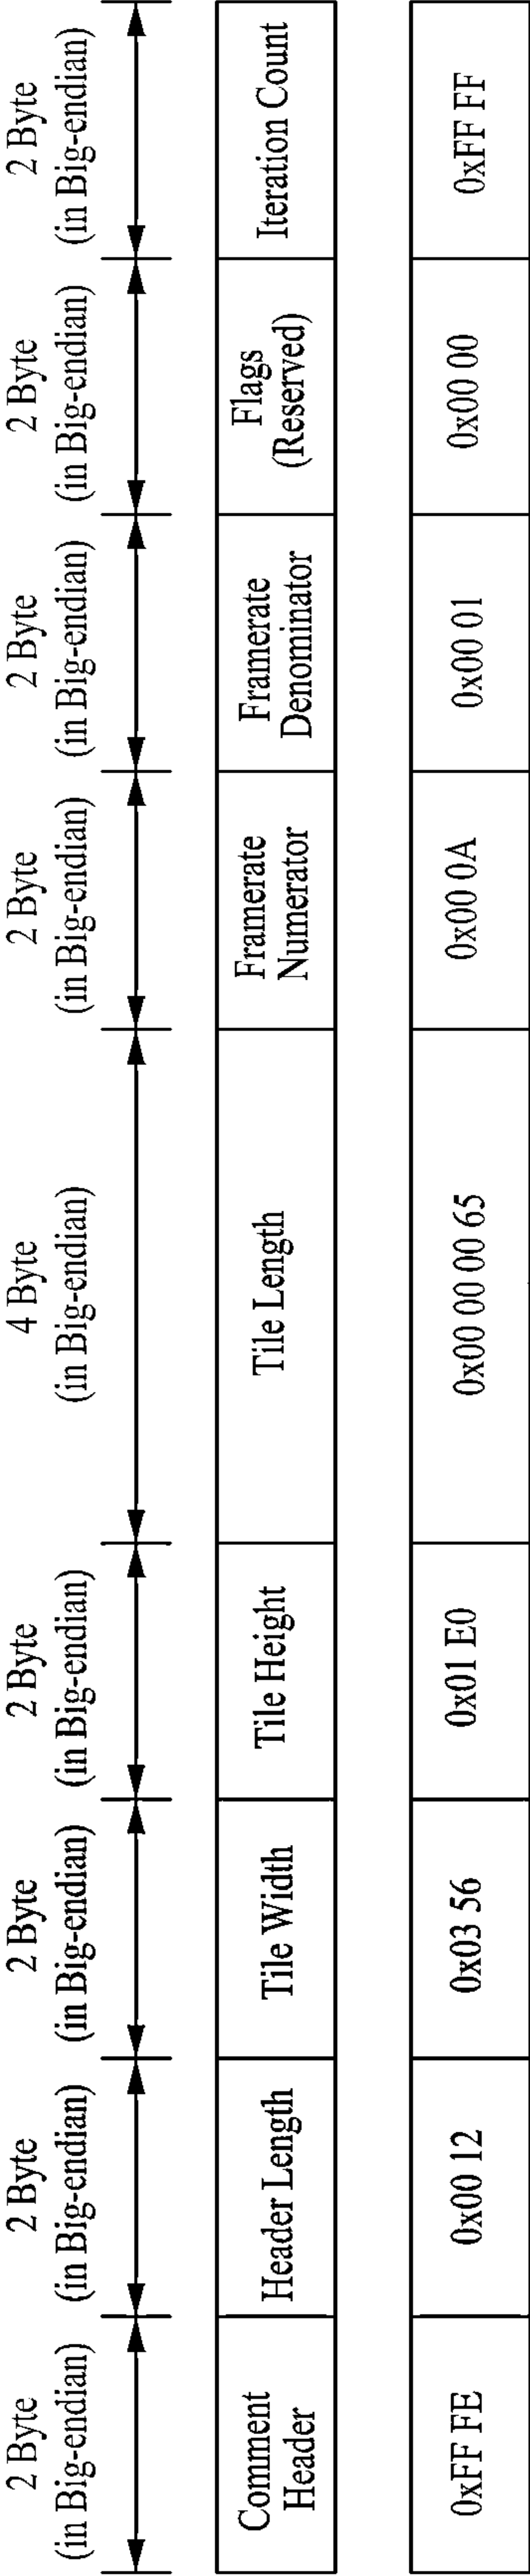 2 Byte
(in Big-endian)
2 Byte
(in Big-endian)
2 Byte
(in Big-endian)
2 Byte
(in Big-endian)
4 Byte
(in Big-endian)
2 Byte
(in Big-endian)
2 Byte
(in Big-endian)
2 Byte
(in Big-endian)
2 Byte
(in Big-endian)
Comment
Header
Header Length
Tile Width
Tile Height
Tile Length
Framerate
Numerator
Framerate
Denominator
Flags
(Reserved)
Iteration Count
0xFF FE
0x00 12
0x03 56
0x01 E0
0x00 00 00 65
0x00 0A
0x00 01
0x00 00
0xFF FF